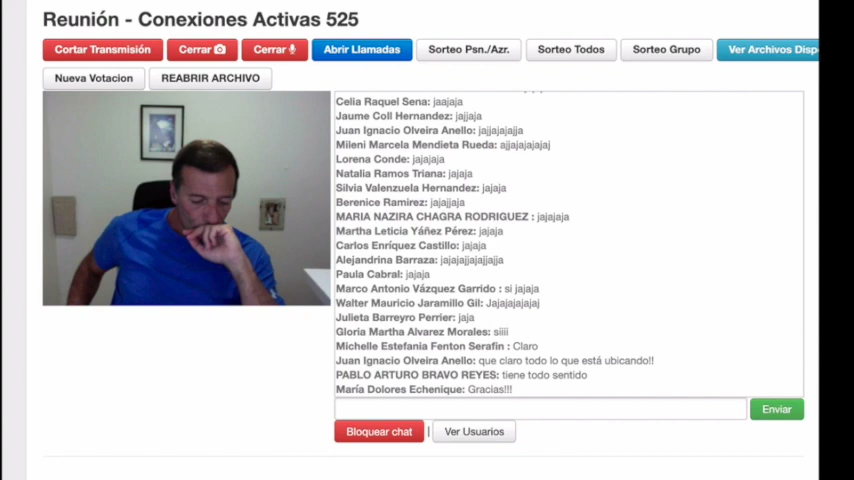 Reunión - Conexiones Activas 525
Cortar Transmisión Cerrar Cerrar Abrir Llamadas Sorteo Psn./Azr. Sorteo Todos Sorteo Grupo Ver Archivos Disp
Nueva Votacion REABRIR ARCHIVO
Celia Raquel Sena: jaajaja
Jaume Coll Hernandez: jajjaja
Juan Ignacio Olveira Anello: jajjajajajja
Mileni Marcela Mendieta Rueda: ajjajajajajaj
Lorena Conde: jajajaja
Natalia Ramos Triana: jajaja
Silvia Valenzuela Hernandez: jajaja
Berenice Ramirez: jajajjaja
MARIA NAZIRA CHAGRA RODRIGUEZ : jajajaja
Martha Leticia Yáñez Pérez: jajaja
Carlos Enríquez Castillo: jajaja
Alejandrina Barraza: jajajajjajajjajja
Paula Cabral: jajaja
Marco Antonio Vázquez Garrido : si jajaja
Walter Mauricio Jaramillo Gil: Jajajajajajaj
Julieta Barreyro Perrier: jaja
Gloria Martha Alvarez Morales: siiii
Michelle Estefania Fenton Serafin : Claro
Juan Ignacio Olveira Anello: que claro todo lo que está ubicando!!
PABLO ARTURO BRAVO REYES: tiene todo sentido
María Dolores Echenique: Gracias!!!
Enviar
Bloquear chat | Ver Usuarios